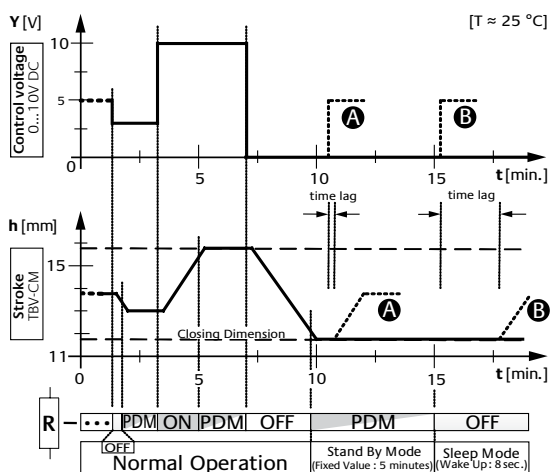 Y [V]
[T ≈ 25 °C]
Control voltage
0...10V DC
10
5
0
A
B
5
10
15
t [min.]
time lag
time lag
h [mm]
Stroke
TBV-CM
15
11
Closing Dimension
A
B
0
5
10
15
t [min.]
R
PDM
ON
PDM
OFF
PDM
OFF
OFF
Normal Operation
Stand By Mode
(Fixed Value : 5 minutes)
Sleep Mode
(Wake Up : 8 sec.)